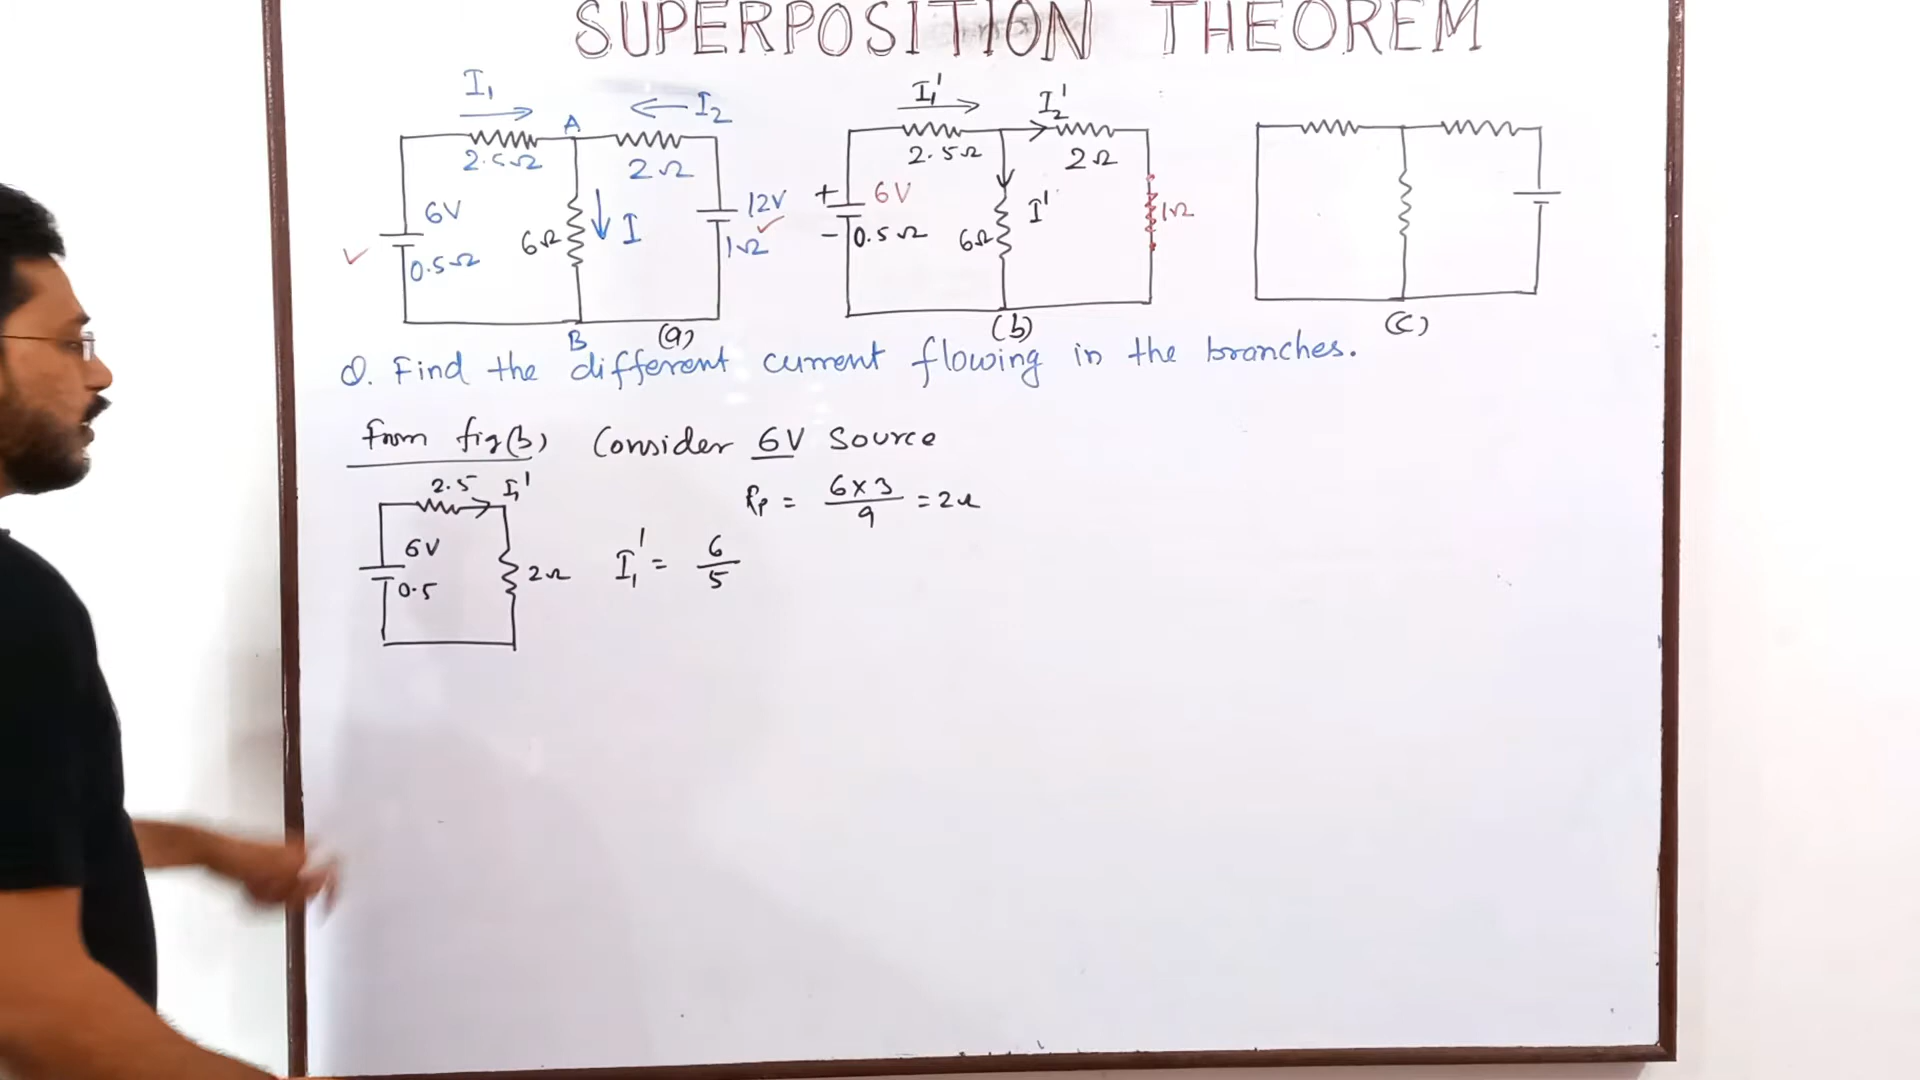 SUPERPOSITION THEOREM
I₁ I₂ A
2.5Ω 2Ω
6V 0.5Ω 6Ω I 12V 1Ω
B (a)
I₁' I₂'
2.5Ω 2Ω
+ 6V - 0.5Ω 6Ω I' 1Ω
(b)
(c)
Q. Find the different current flowing in the branches.
From fig(b) Consider 6V Source
2.5 I₁'
6V 0.5 2Ω
Rp = 6×3/9 = 2Ω
I₁' = 6/5